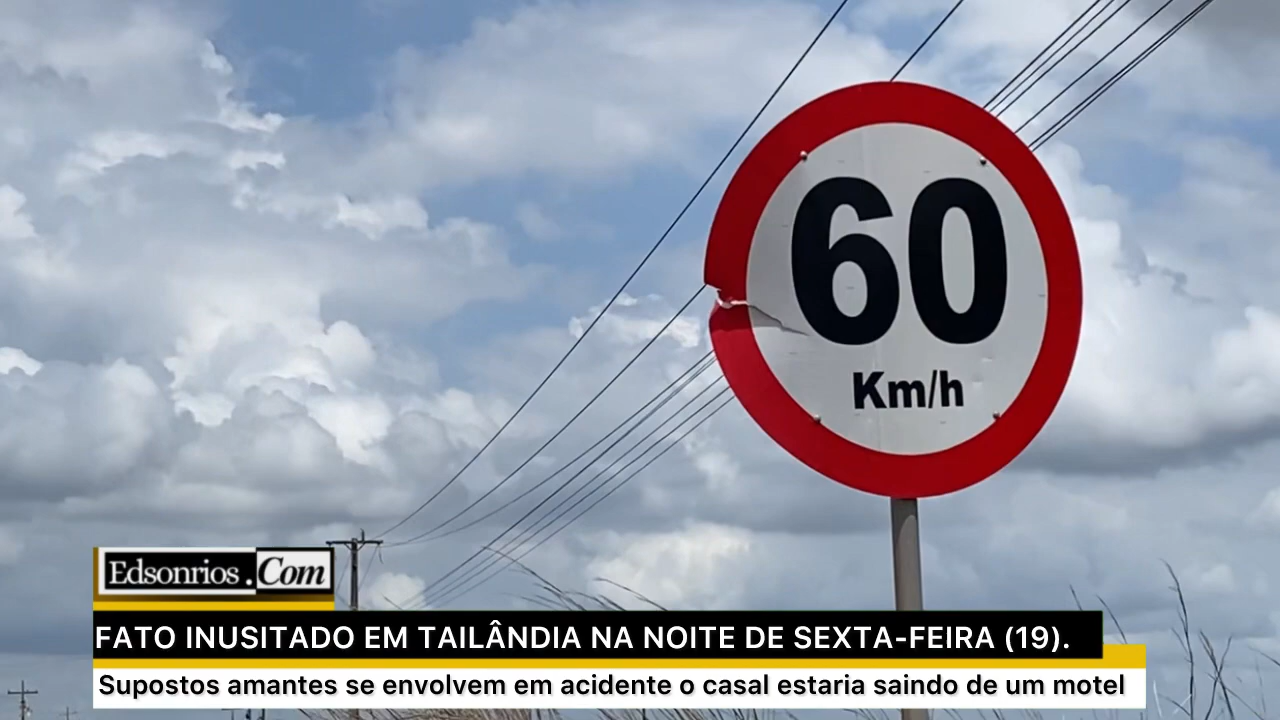 60
Km/h
Edsonrios.Com
FATO INUSITADO EM TAILÂNDIA NA NOITE DE SEXTA-FEIRA (19).
Supostos amantes se envolvem em acidente o casal estaria saindo de um motel